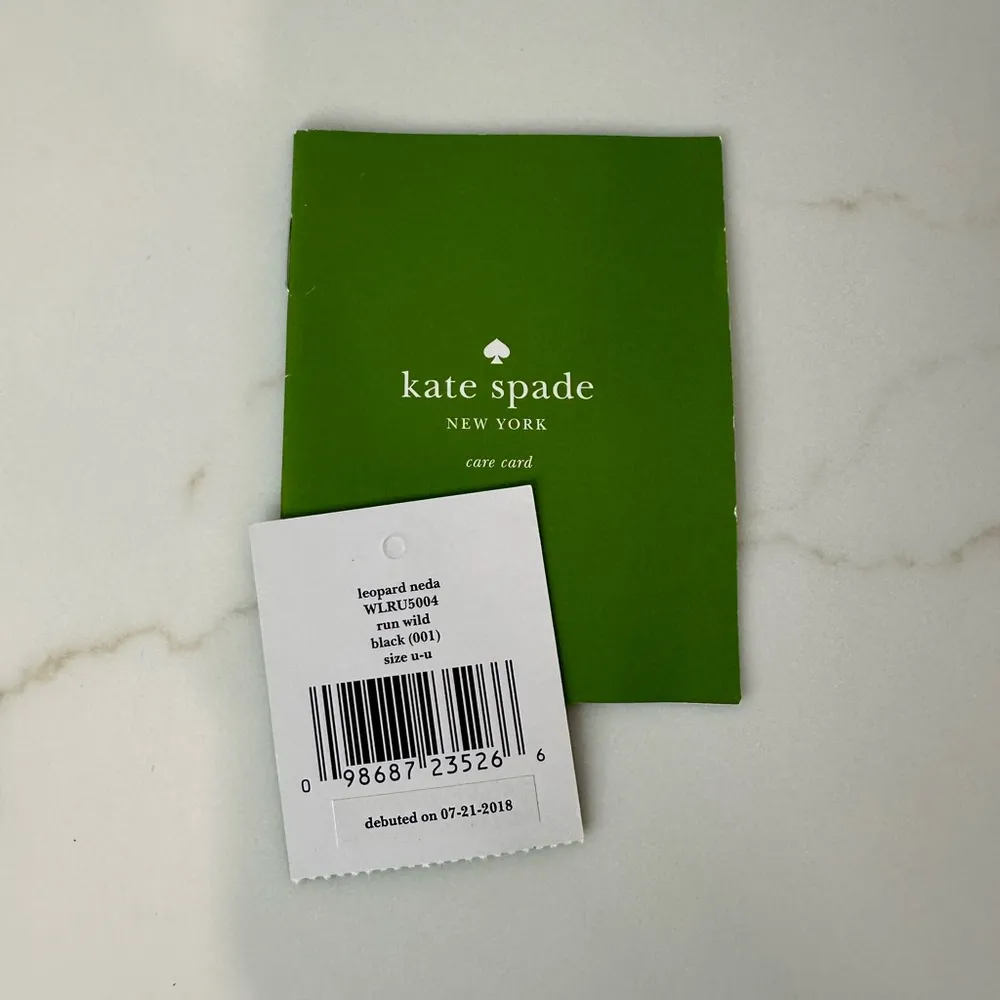 kate spade
NEW YORK
care card
leopard neda
WLRU5004
run wild
black (001)
size u-u
0 98687 23526 6
debuted on 07-21-2018